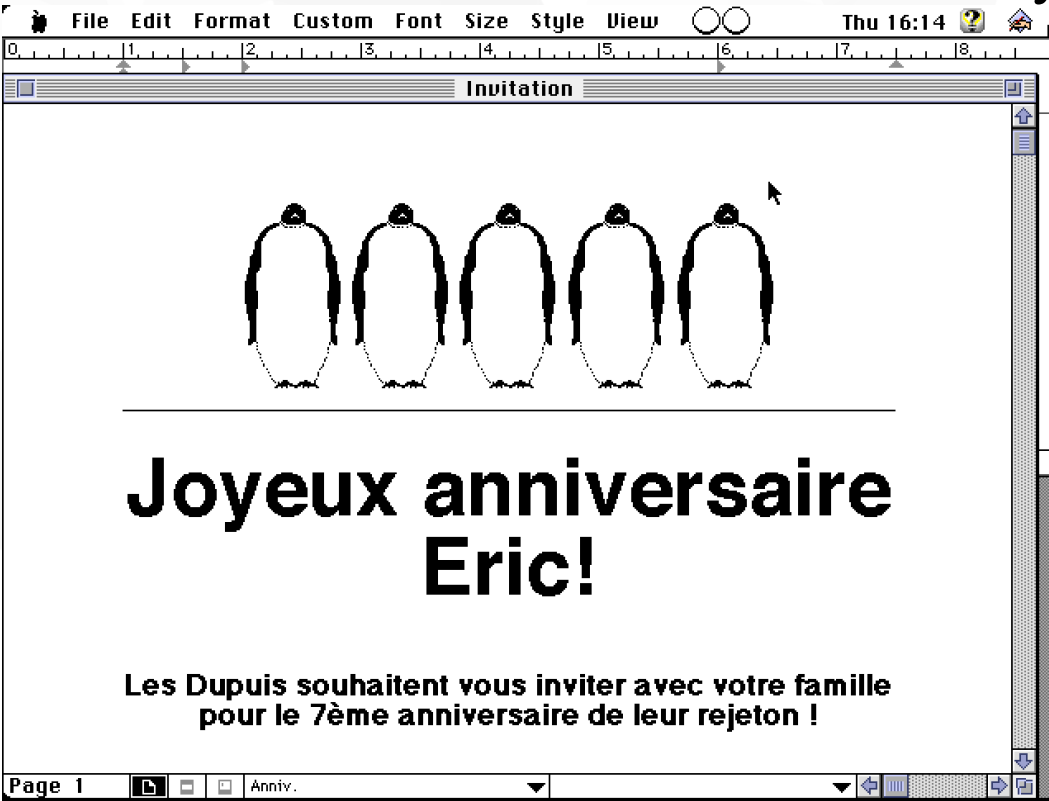 File Edit Format Custom Font Size Style View Thu 16:14
0 1 2 3 4 5 6 7 8
Invitation
Joyeux anniversaire
Eric!
Les Dupuis souhaitent vous inviter avec votre famille
pour le 7ème anniversaire de leur rejeton !
Page 1 Anniv.